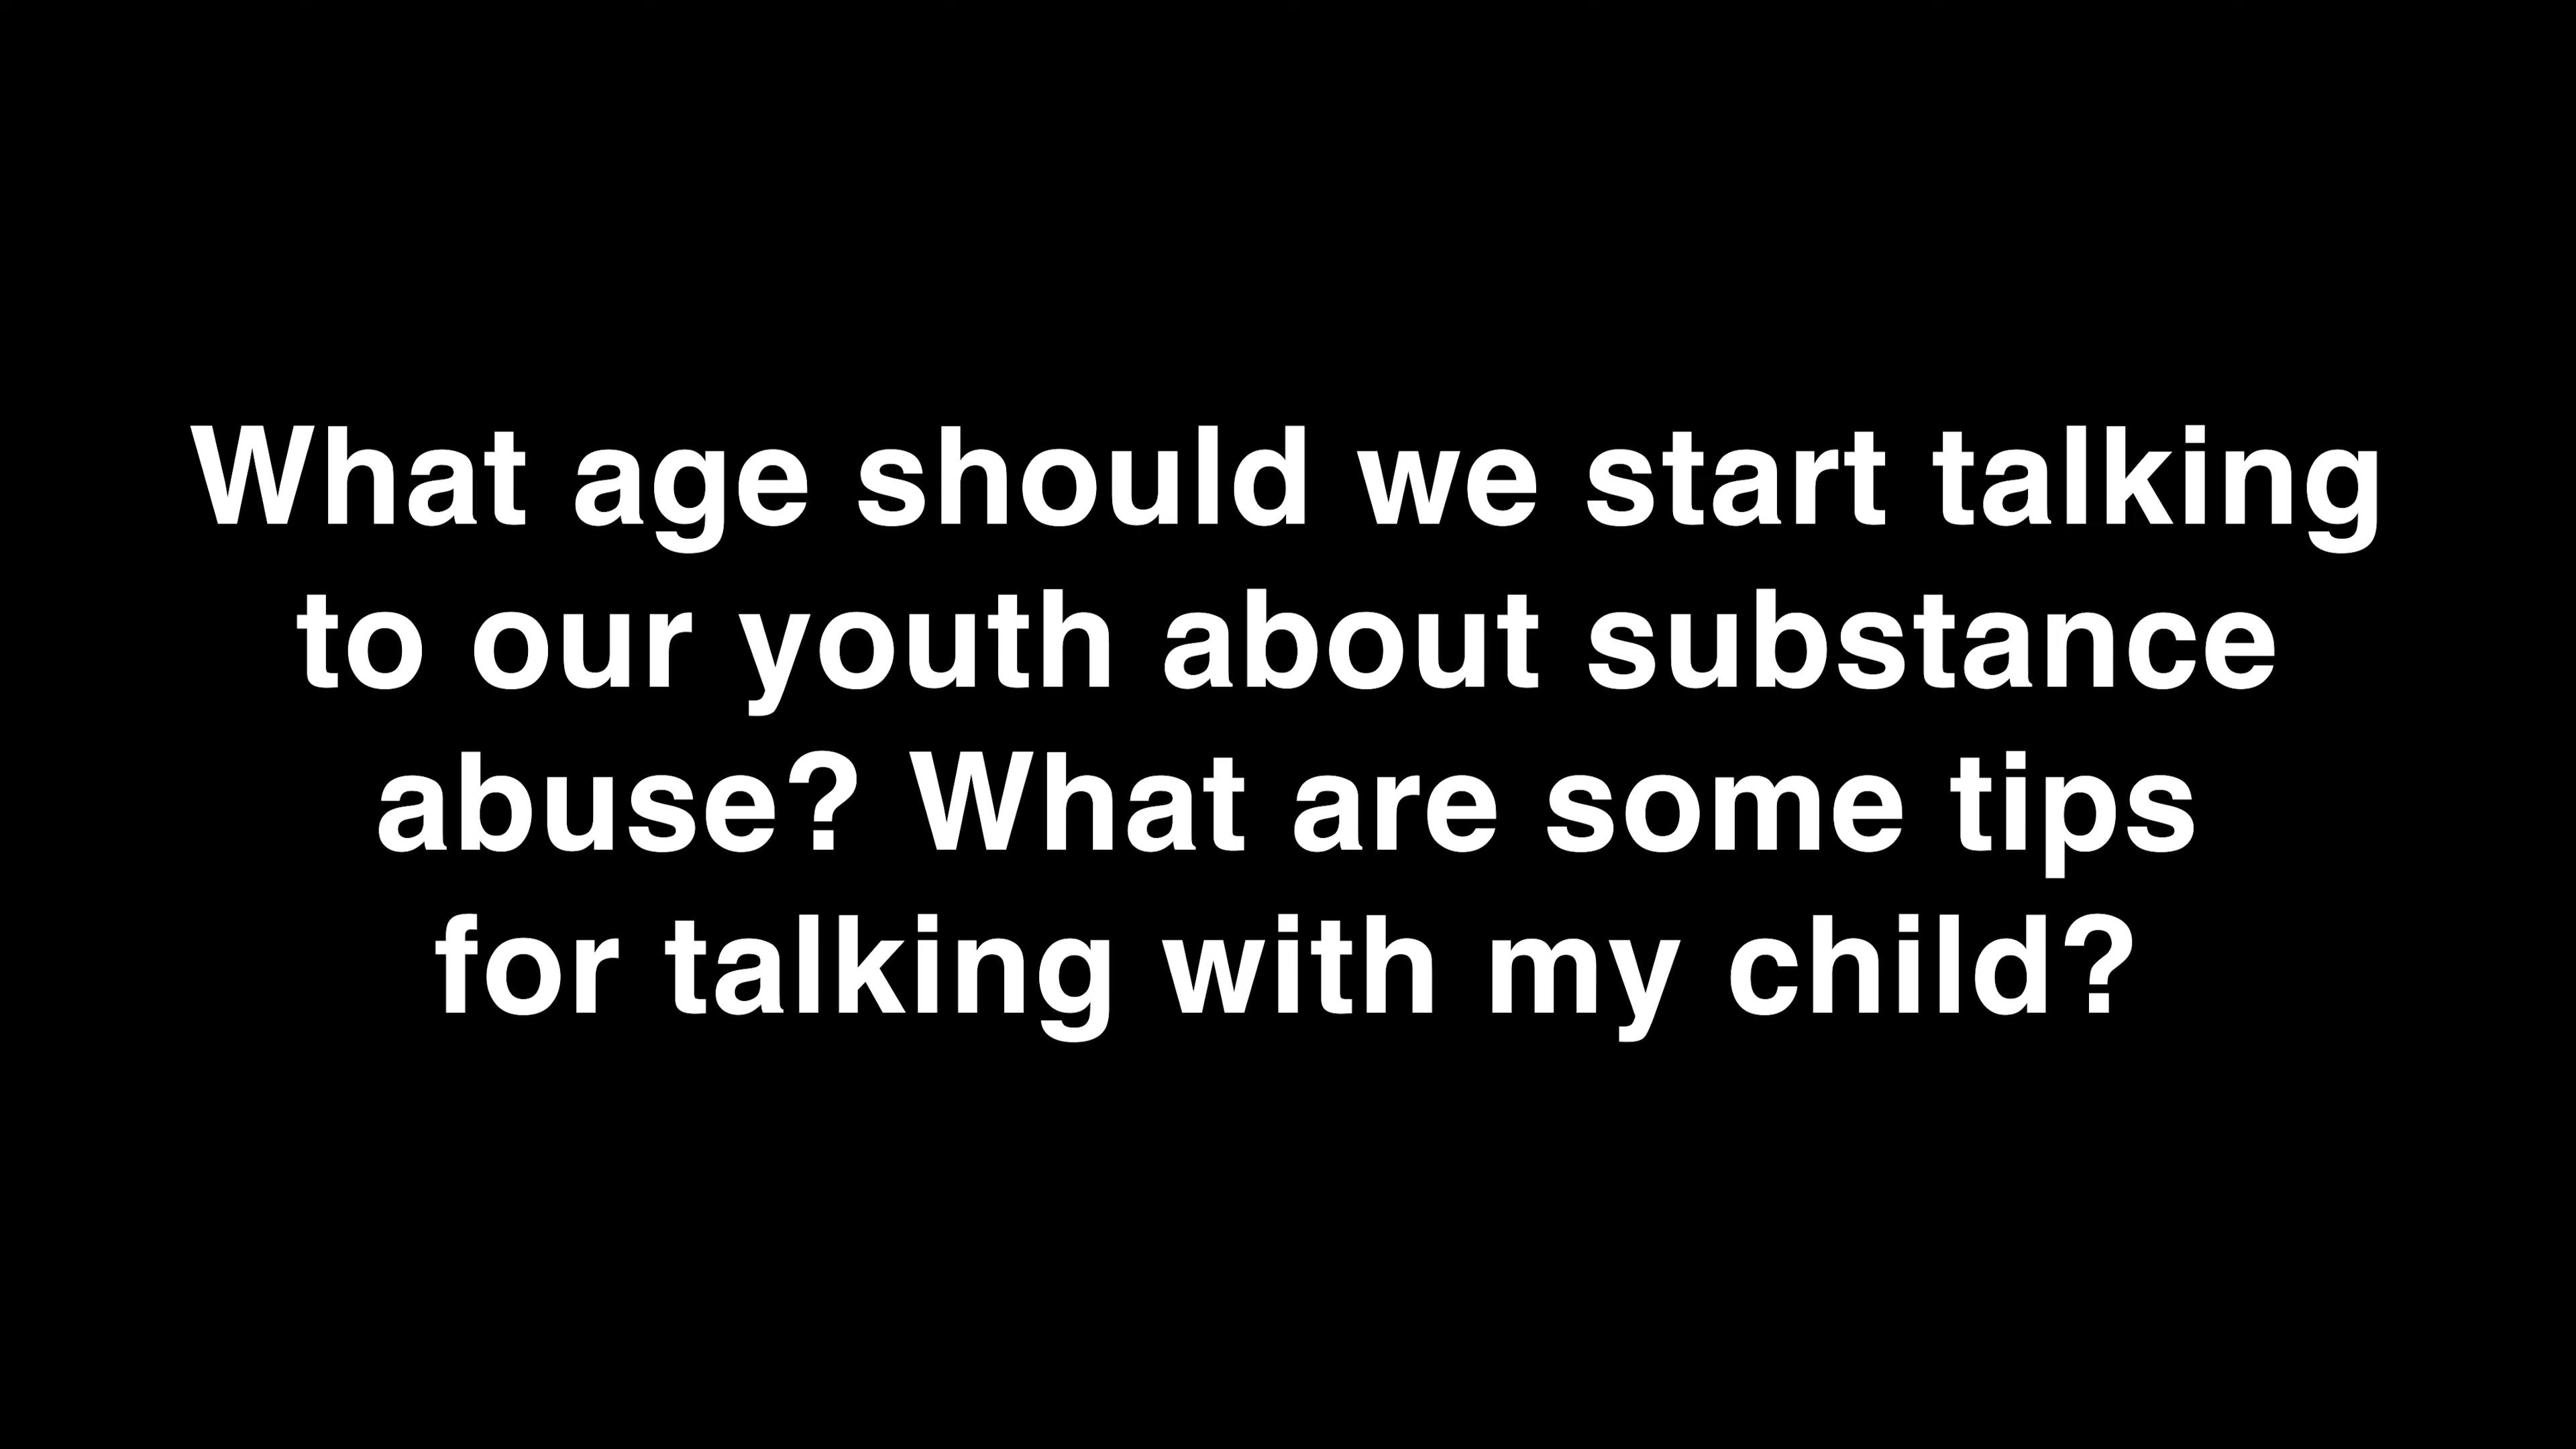 What age should we start talking
to our youth about substance
abuse? What are some tips
for talking with my child?